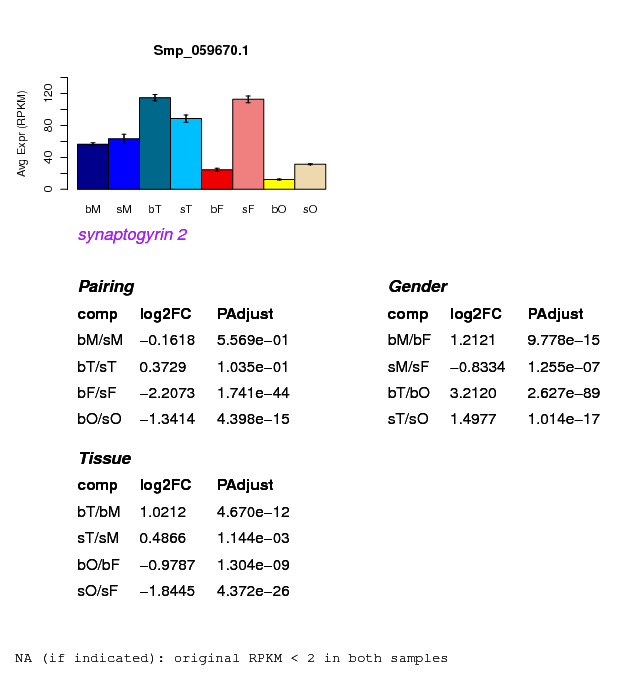 Smp_059670.1
Avg Expr (RPKM)
0 40 80 120
bM sM bT sT bF sF bO sO
synaptogyrin 2
Pairing
comp log2FC PAdjust
bM/sM −0.1618 5.569e−01
bT/sT 0.3729 1.035e−01
bF/sF −2.2073 1.741e−44
bO/sO −1.3414 4.398e−15
Gender
comp log2FC PAdjust
bM/bF 1.2121 9.778e−15
sM/sF −0.8334 1.255e−07
bT/bO 3.2120 2.627e−89
sT/sO 1.4977 1.014e−17
Tissue
comp log2FC PAdjust
bT/bM 1.0212 4.670e−12
sT/sM 0.4866 1.144e−03
bO/bF −0.9787 1.304e−09
sO/sF −1.8445 4.372e−26
NA (if indicated): original RPKM < 2 in both samples